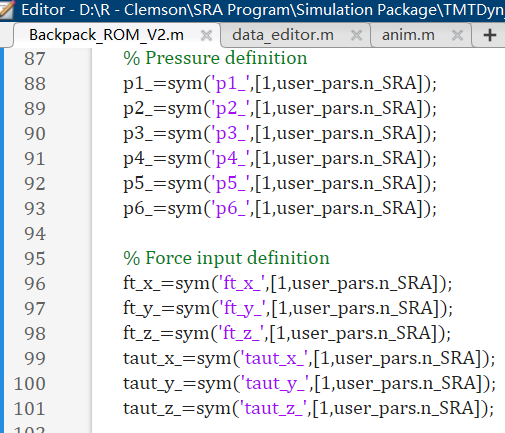 Editor - D:\R - Clemson\SRA Program\Simulation Package\TMTDyn
Backpack_ROM_V2.m × data_editor.m × anim.m × +
87 % Pressure definition
88 p1_=sym('p1_',[1,user_pars.n_SRA]);
89 p2_=sym('p2_',[1,user_pars.n_SRA]);
90 p3_=sym('p3_',[1,user_pars.n_SRA]);
91 p4_=sym('p4_',[1,user_pars.n_SRA]);
92 p5_=sym('p5_',[1,user_pars.n_SRA]);
93 p6_=sym('p6_',[1,user_pars.n_SRA]);
94
95 % Force input definition
96 ft_x_=sym('ft_x_',[1,user_pars.n_SRA]);
97 ft_y_=sym('ft_y_',[1,user_pars.n_SRA]);
98 ft_z_=sym('ft_z_',[1,user_pars.n_SRA]);
99 taut_x_=sym('taut_x_',[1,user_pars.n_SRA]);
100 taut_y_=sym('taut_y_',[1,user_pars.n_SRA]);
101 taut_z_=sym('taut_z_',[1,user_pars.n_SRA]);